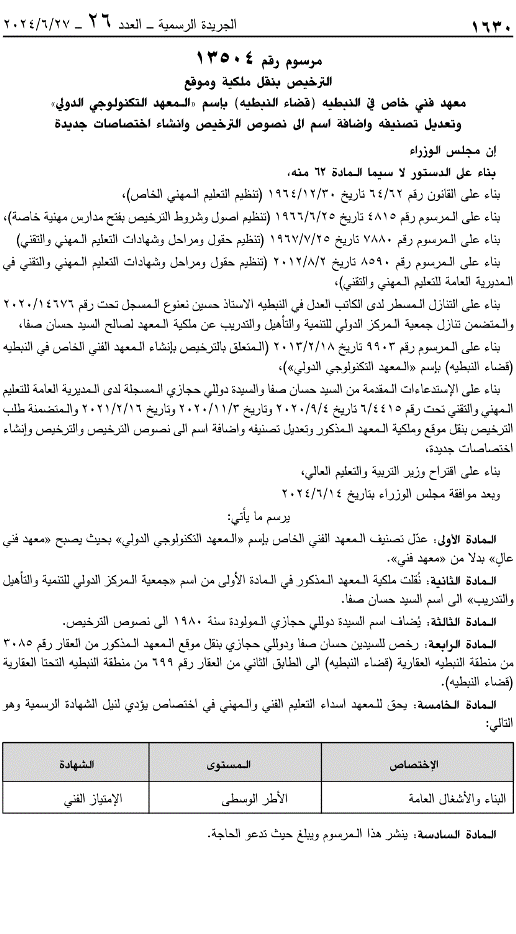 ١٦٣٠
الجريدة الرسمية ــ العدد ٢٦ ــ ٢٠٢٤/٦/٢٧
مرسوم رقم ١٣٥٠٤
الترخيص بنقل ملكية وموقع
معهد فني خاص في النبطيه (قضاء النبطيه) بإسم «المعهد التكنولوجي الدولي»
وتعديل تصنيفه واضافة اسم الى نصوص الترخيص وانشاء اختصاصات جديدة
إن مجلس الوزراء
بناء على الدستور لا سيما المادة ٦٢ منه،
بناء على القانون رقم ٦٤/٦٢ تاريخ ١٩٦٤/١٢/٣٠ (تنظيم التعليم المهني الخاص)،
بناء على المرسوم رقم ٤٨١٥ تاريخ ١٩٦٦/٦/٢٥ (تنظيم اصول وشروط الترخيص بفتح مدارس مهنية خاصة)،
بناء على المرسوم رقم ٧٨٨٠ تاريخ ١٩٦٧/٧/٢٥ (تنظيم حقول ومراحل وشهادات التعليم المهني والتقني)
بناء على المرسوم رقم ٨٥٩٠ تاريخ ٢٠١٢/٨/٢ (تنظيم حقول ومراحل وشهادات التعليم المهني والتقني في
المديرية العامة للتعليم المهني والتقني)،
بناء على التنازل المسطر لدى الكاتب العدل في النبطيه الاستاذ حسين نعنوع المسجل تحت رقم ٢٠٢٠/١٤٦٧٦
والمتضمن تنازل جمعية المركز الدولي للتنمية والتأهيل والتدريب عن ملكية المعهد لصالح السيد حسان صفا،
بناء على المرسوم رقم ٩٩٠٣ تاريخ ٢٠١٣/٢/١٨ (المتعلق بالترخيص بإنشاء المعهد الفني الخاص في النبطيه
(قضاء النبطيه) بإسم «المعهد التكنولوجي الدولي»)،
بناء على الإستدعاءات المقدمة من السيد حسان صفا والسيدة دوللي حجازي المسجلة لدى المديرية العامة للتعليم
المهني والتقني تحت رقم ٦/٤٤١٥ تاريخ ٢٠٢٠/٩/٤ وتاريخ ٢٠٢٠/١١/٣ وتاريخ ٢٠٢١/٢/١٦ والمتضمنة طلب
الترخيص بنقل موقع وملكية المعهد المذكور وتعديل تصنيفه واضافة اسم الى نصوص الترخيص والترخيص وإنشاء
اختصاصات جديدة،
بناء على اقتراح وزير التربية والتعليم العالي،
وبعد موافقة مجلس الوزراء بتاريخ ٢٠٢٤/٦/١٤
يرسم ما يأتي:
المادة الأولى: عدّل تصنيف المعهد الفني الخاص بإسم «المعهد التكنولوجي الدولي» بحيث يصبح «معهد فني
عالٍ» بدلا من «معهد فني».
المادة الثانية: نُقلت ملكية المعهد المذكور في المادة الأولى من اسم «جمعية المركز الدولي للتنمية والتأهيل
والتدريب» الى اسم السيد حسان صفا.
المادة الثالثة: يُضاف اسم السيدة دوللي حجازي المولودة سنة ١٩٨٠ الى نصوص الترخيص.
المادة الرابعة: رخص للسيدين حسان صفا ودوللي حجازي بنقل موقع المعهد المذكور من العقار رقم ٣٠٨٥
من منطقة النبطيه العقارية (قضاء النبطيه) الى الطابق الثاني من العقار رقم ٦٩٩ من منطقة النبطيه التحتا العقارية
(قضاء النبطيه).
المادة الخامسة: يحق للمعهد اسداء التعليم الفني والمهني في اختصاص يؤدي لنيل الشهادة الرسمية وهو
التالي:
الإختصاص المستوى الشهادة
البناء والأشغال العامة الأطر الوسطى الإمتياز الفني
المادة السادسة: ينشر هذا المرسوم ويبلغ حيث تدعو الحاجة.